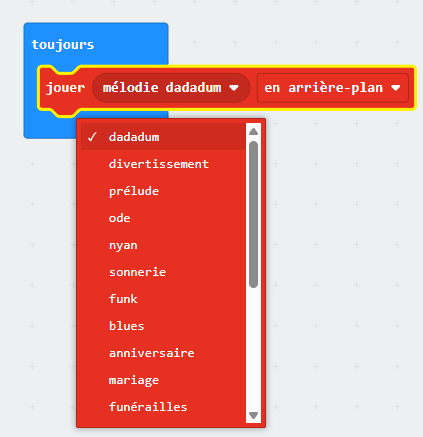 toujours
jouer mélodie dadadum en arrière-plan
✓ dadadum
divertissement
prélude
ode
nyan
sonnerie
funk
blues
anniversaire
mariage
funérailles